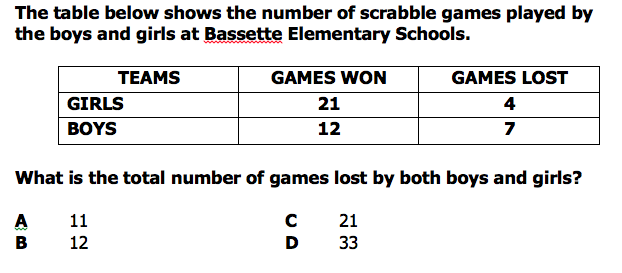 The table below shows the number of scrabble games played by
the boys and girls at Bassette Elementary Schools.
TEAMS GAMES WON GAMES LOST
GIRLS 21 4
BOYS 12 7
What is the total number of games lost by both boys and girls?
A 11 C 21
B 12 D 33